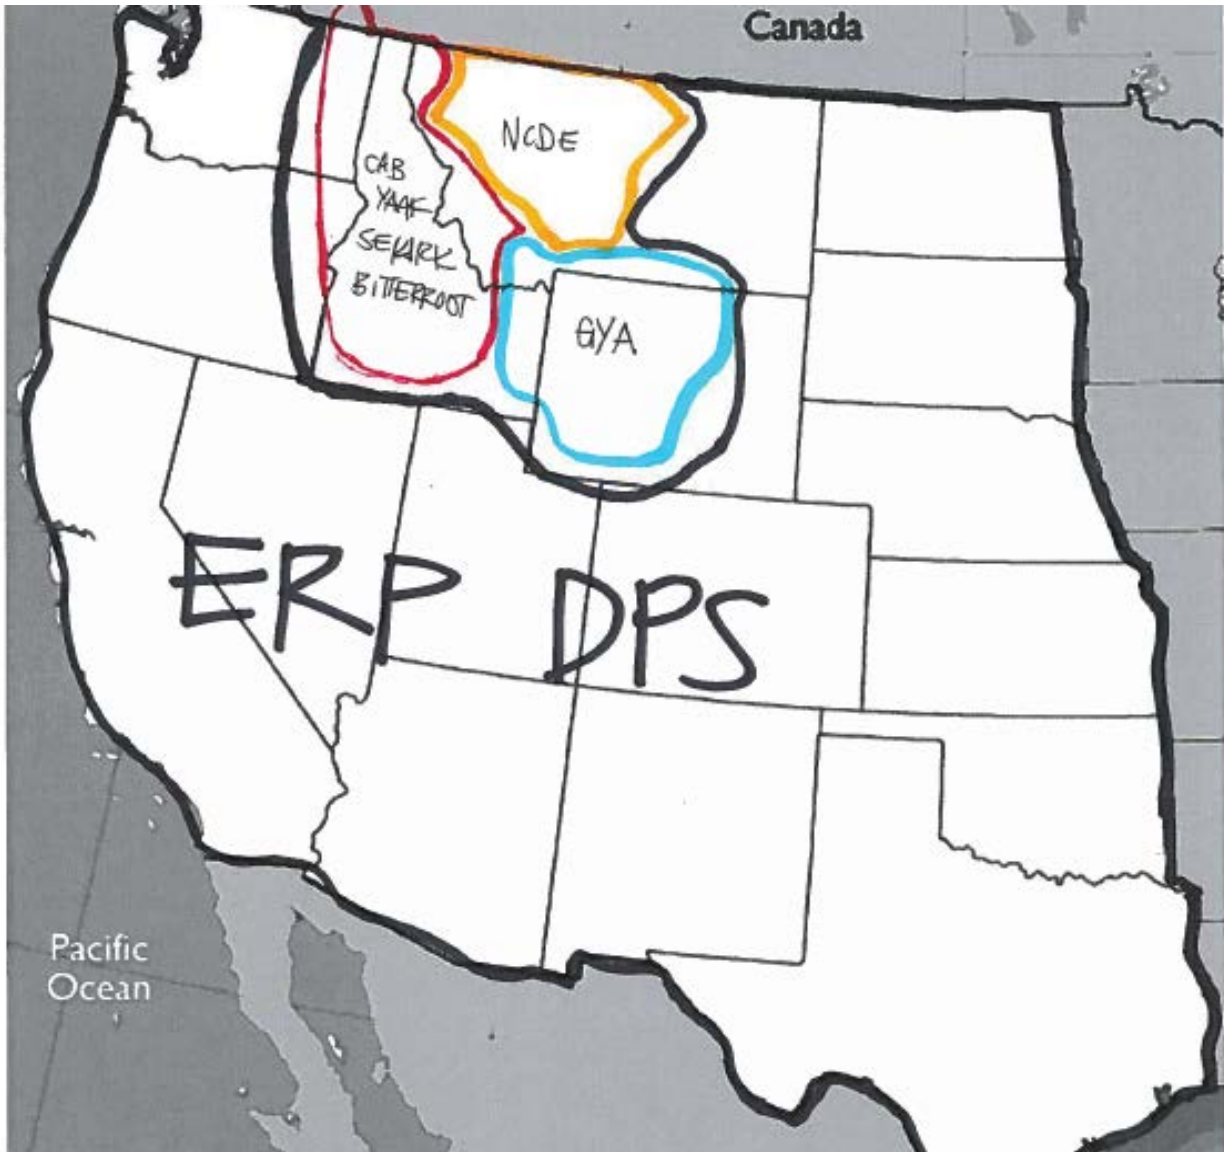 Canada
NCDE
CAB
YAAK
SELKIRK
BITTERROOT
GYA
ERP DPS
Pacific
Ocean